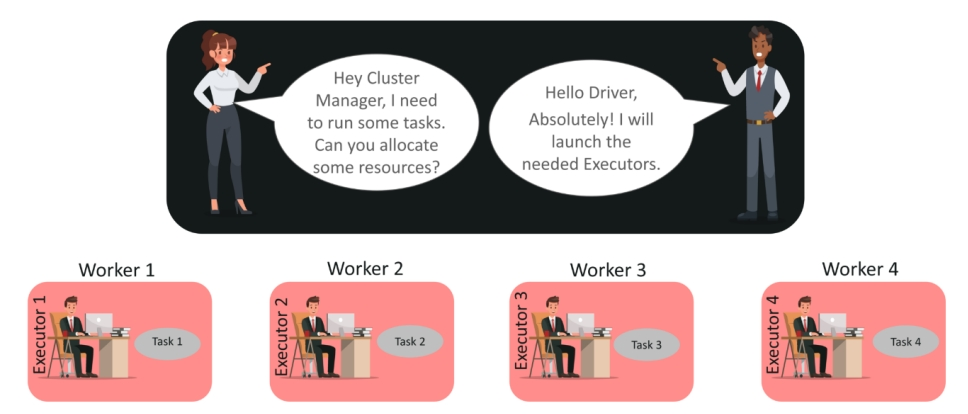 Hey Cluster
Manager, I need
to run some tasks.
Can you allocate
some resources?
Hello Driver,
Absolutely! I will
launch the
needed Executors.
Worker 1
Executor 1
Task 1
Worker 2
Executor 2
Task 2
Worker 3
Executor 3
Task 3
Worker 4
Executor 4
Task 4